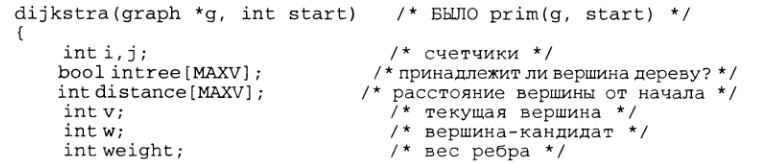 dijkstra(graph *g, int start) /* БЫЛО prim(g, start) */
{
int i,j; /* счетчики */
bool intree[MAXV]; /* принадлежит ли вершина дереву? */
int distance[MAXV]; /* расстояние вершины от начала */
int v; /* текущая вершина */
int w; /* вершина-кандидат */
int weight; /* вес ребра */